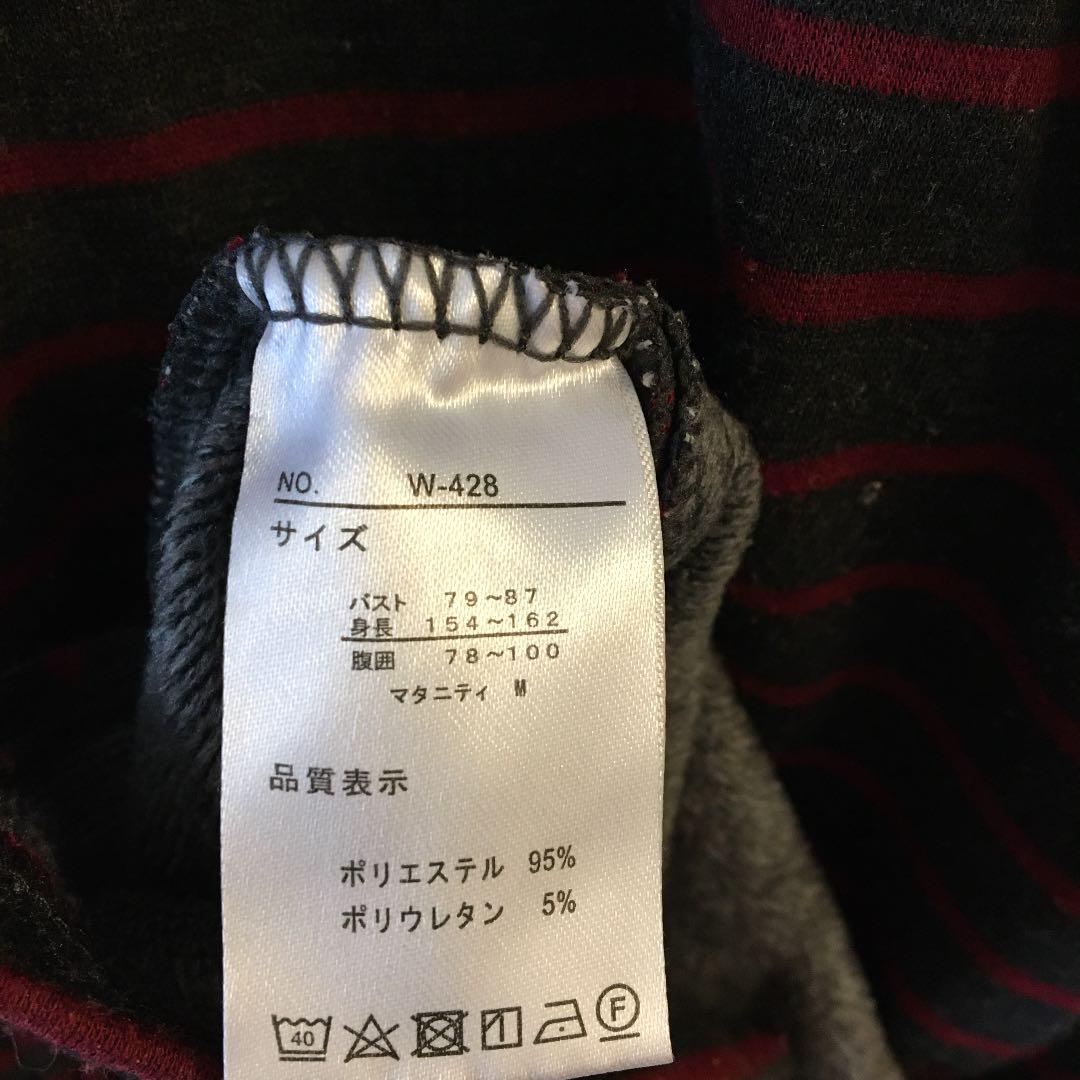 NO. W-428
サイズ
バスト 79～87
身長 154～162
腹囲 78～100
マタニティ M
品質表示
ポリエステル 95%
ポリウレタン 5%
40 F